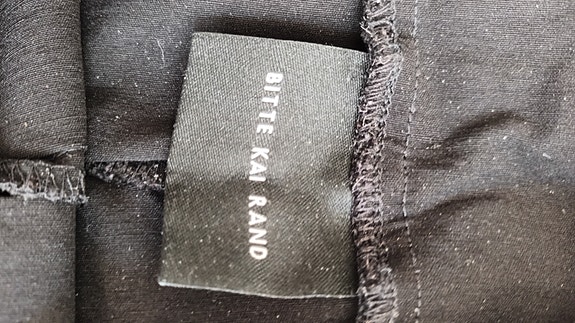 BITTE KAI RAND